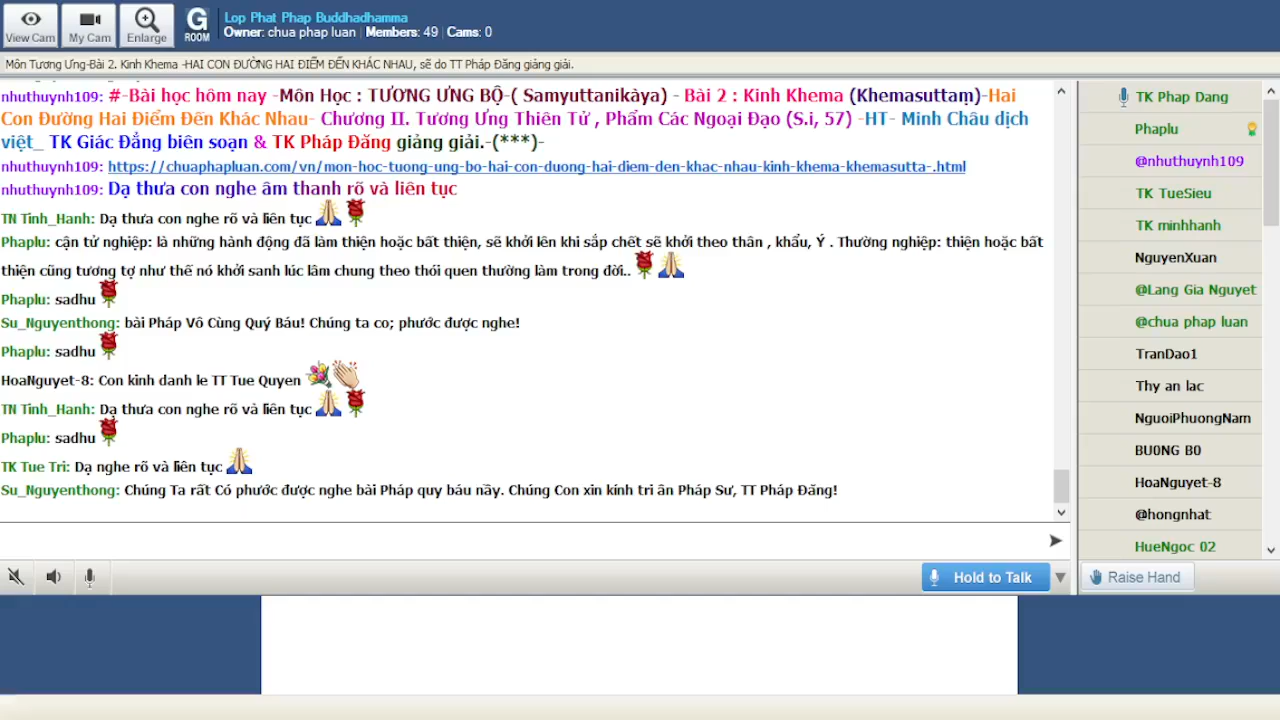 View Cam
My Cam
Enlarge
G
ROOM
Lop Phat Phap Buddhadhamma
Owner: chua phap luan | Members: 49 | Cams: 0
Môn Tương Ưng-Bài 2. Kinh Khema -HAI CON ĐƯỜNG HAI ĐIỂM ĐẾN KHÁC NHAU, sẽ do TT Pháp Đăng giảng giải.
nhuthuynh109: #-Bài học hôm nay -Môn Học : TƯƠNG ƯNG BỘ-( Samyuttanikàya) - Bài 2 : Kinh Khema (Khemasuttaṃ)-Hai
Con Đường Hai Điểm Đến Khác Nhau- Chương II. Tương Ưng Thiên Tử , Phẩm Các Ngoại Đạo (S.i, 57) -HT- Minh Châu dịch
việt_ TK Giác Đẳng biên soạn & TK Pháp Đăng giảng giải.-(***)-
nhuthuynh109: https://chuaphapluan.com/vn/mon-hoc-tuong-ung-bo-hai-con-duong-hai-diem-den-khac-nhau-kinh-khema-khemasutta-.html
nhuthuynh109: Dạ thưa con nghe âm thanh rõ và liên tục
TN Tinh_Hanh: Dạ thưa con nghe rõ và liên tục
Phaplu: cận tử nghiệp: là những hành động đã làm thiện hoặc bất thiện, sẽ khởi lên khi sắp chết sẽ khởi theo thân , khẩu, Ý . Thường nghiệp: thiện hoặc bất
thiện cũng tương tợ như thế nó khởi sanh lúc lâm chung theo thói quen thường làm trong đời..
Phaplu: sadhu
Su_Nguyenthong: bài Pháp Vô Cùng Quý Báu! Chúng ta co; phước được nghe!
Phaplu: sadhu
HoaNguyet-8: Con kinh danh le TT Tue Quyen
TN Tinh_Hanh: Dạ thưa con nghe rõ và liên tục
Phaplu: sadhu
TK Tue Tri: Dạ nghe rõ và liên tục
Su_Nguyenthong: Chúng Ta rất Có phước được nghe bài Pháp quy báu nầy. Chúng Con xin kính tri ân Pháp Sư, TT Pháp Đăng!
Hold to Talk
TK Phap Dang
Phaplu
@nhuthuynh109
TK TueSieu
TK minhhanh
NguyenXuan
@Lang Gia Nguyet
@chua phap luan
TranDao1
Thy an lac
NguoiPhuongNam
BU0NG B0
HoaNguyet-8
@hongnhat
HueNgoc 02
Raise Hand